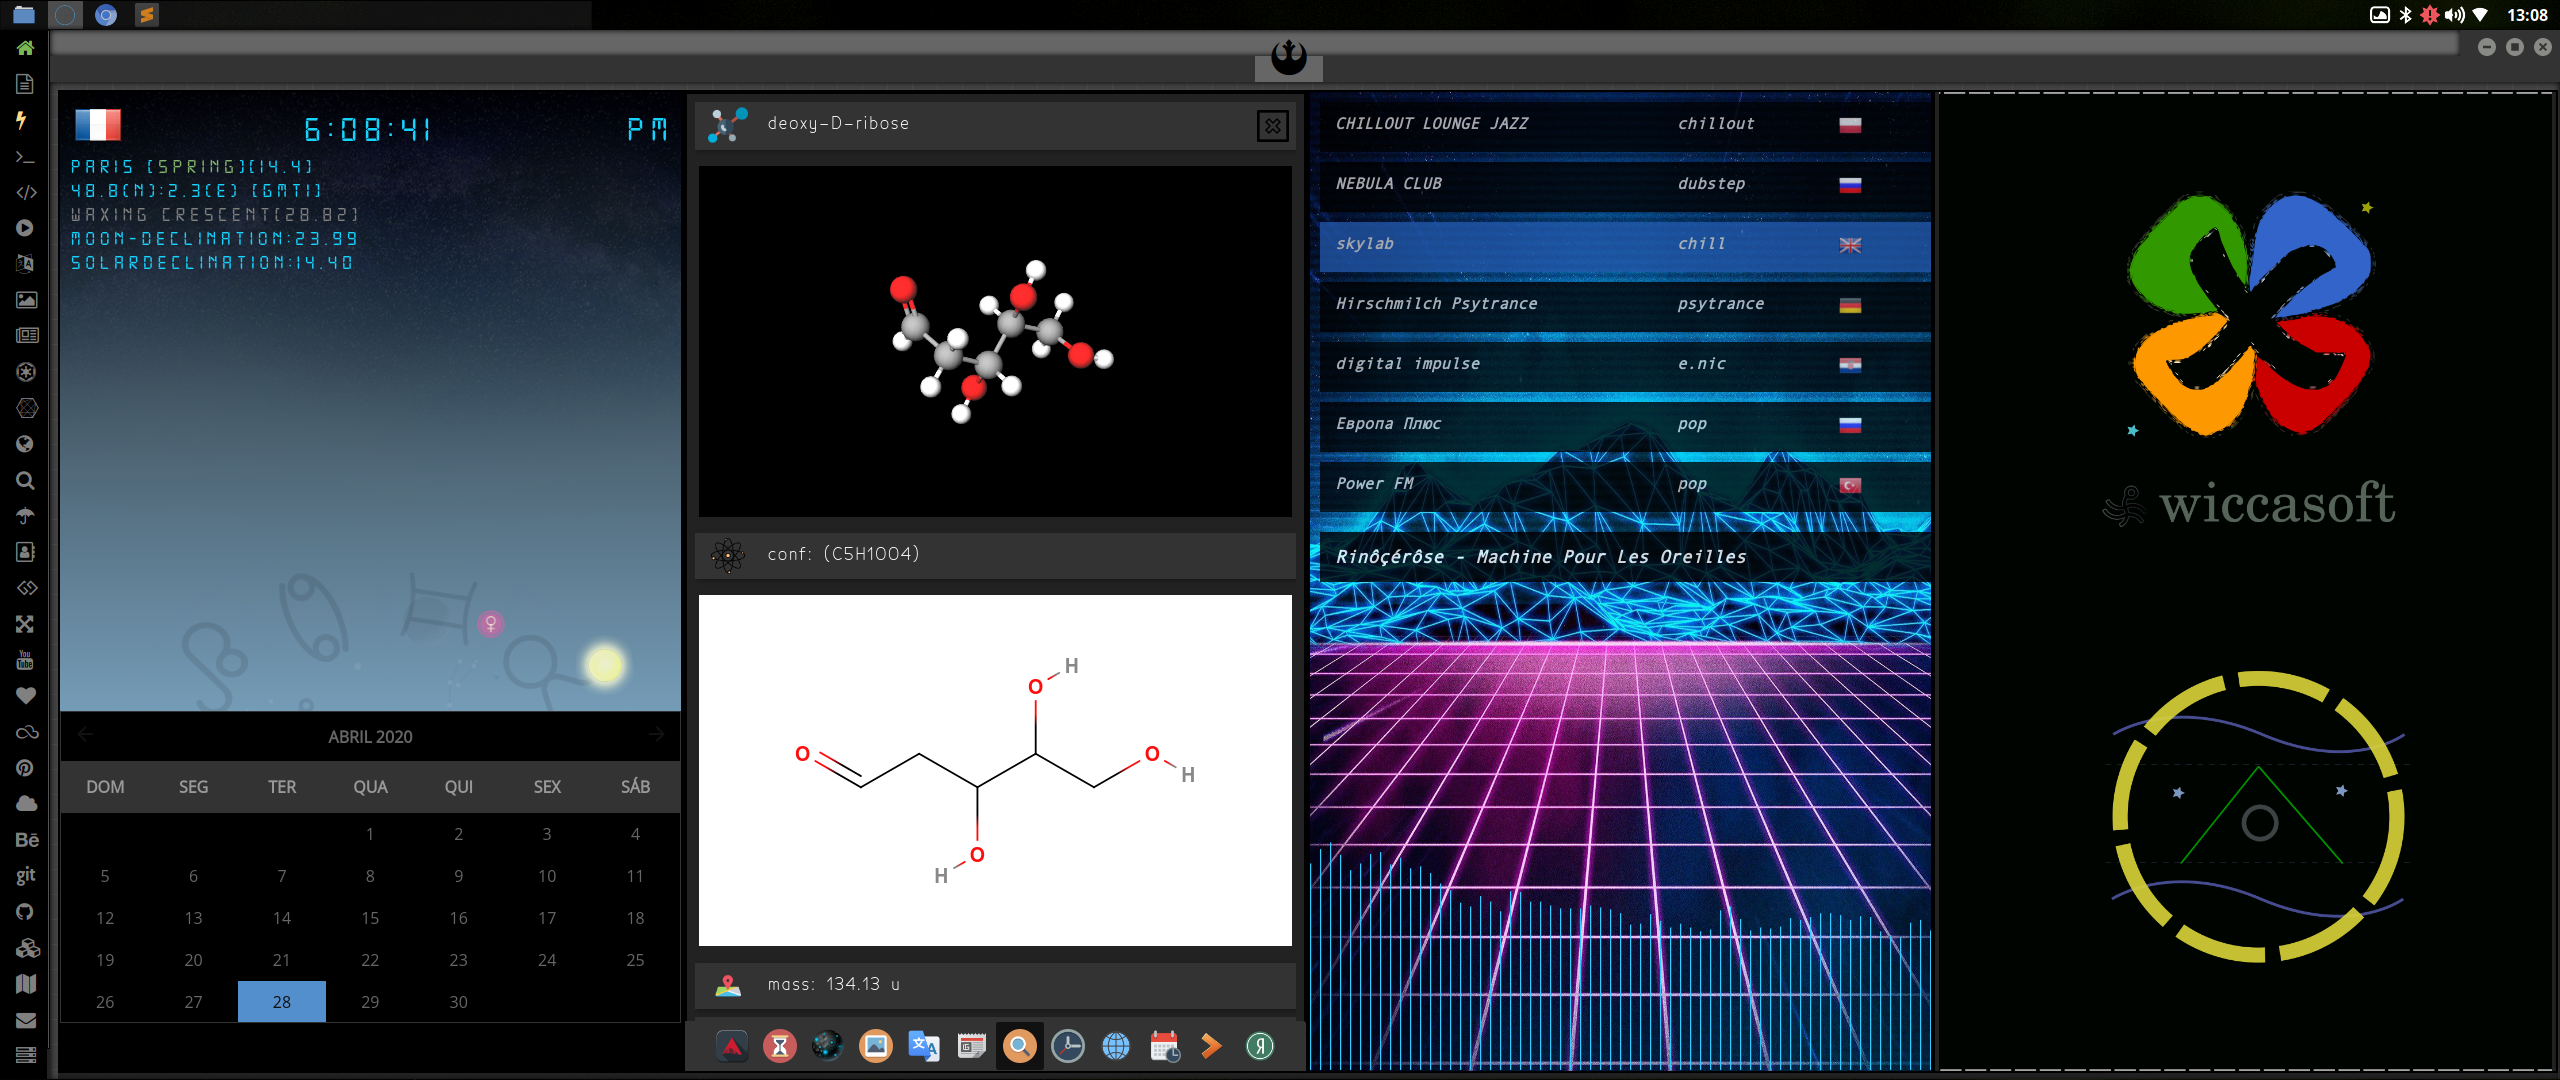 13:08
6:08:41 PM
PARIS [SPRING][14.4]
48.8(N):2.3(E) [GMT1]
WAXING CRESCENT[28.82]
MOON-DECLINATION:23.99
SOLARDECLINATION:14.40
ABRIL 2020
DOM SEG TER QUA QUI SEX SÁB
1 2 3 4
5 6 7 8 9 10 11
12 13 14 15 16 17 18
19 20 21 22 23 24 25
26 27 28 29 30
You
Tube
Bē
git
deoxy-D-ribose
conf: (C5H10O4)
O H
O O H
H O
mass: 134.13 u
CHILLOUT LOUNGE JAZZ chillout
NEBULA CLUB dubstep
skylab chill
Hirschmilch Psytrance psytrance
digital impulse e.nic
Европа Плюс pop
Power FM pop
Rinôçérôse - Machine Pour Les Oreilles
wiccasoft